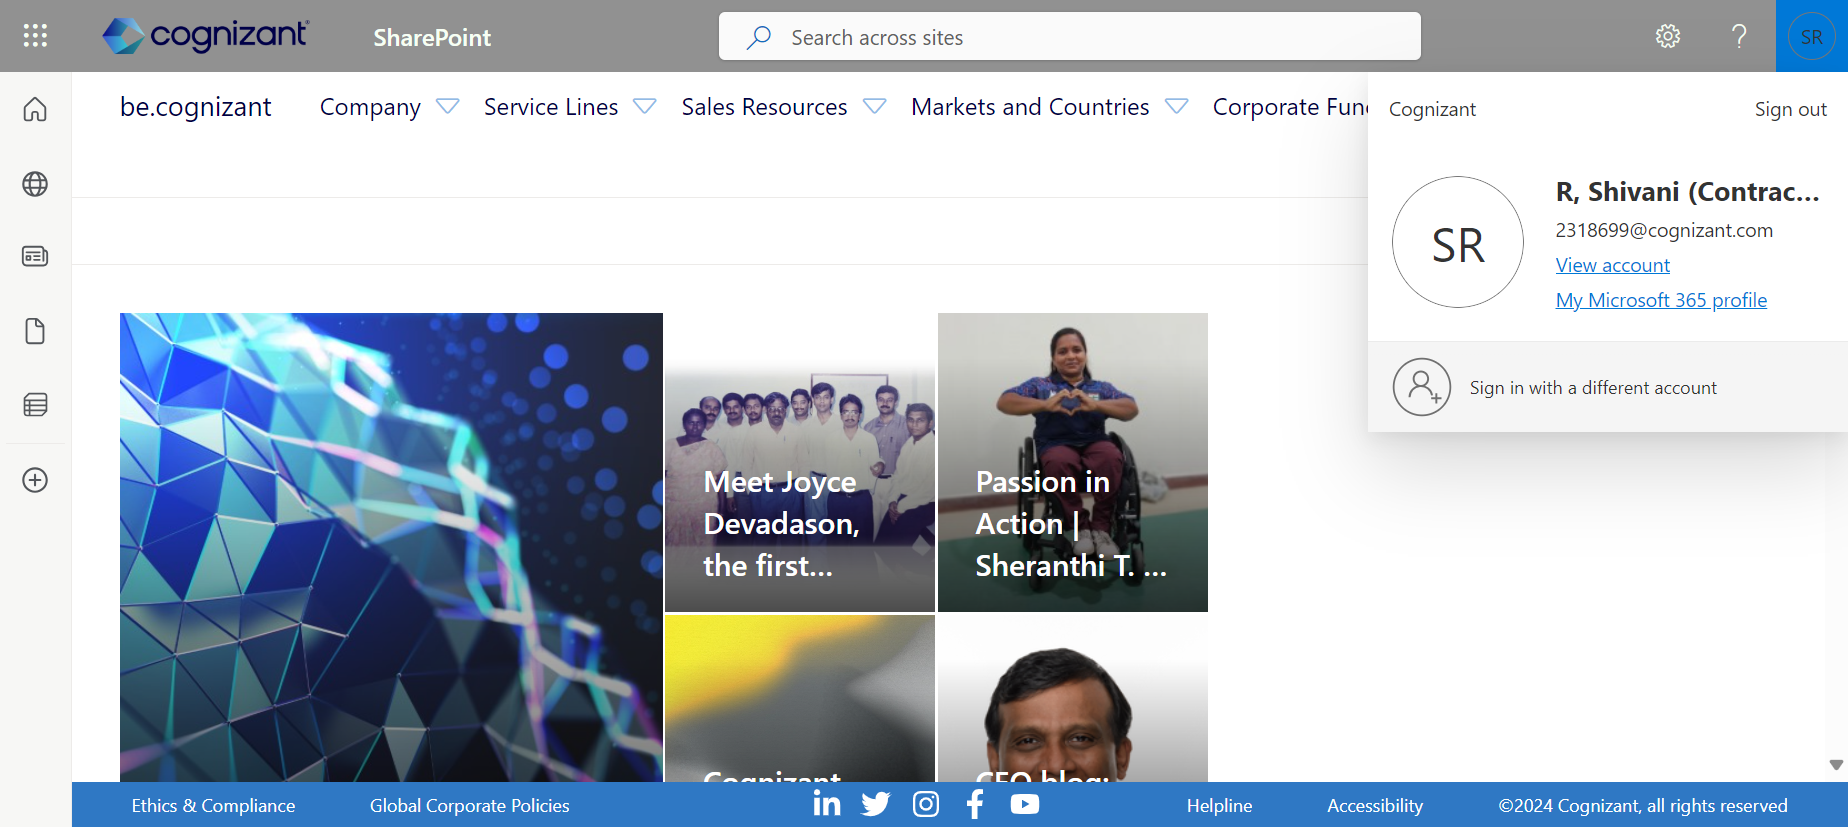 cognizant
SharePoint
Search across sites
SR
be.cognizant
Company
Service Lines
Sales Resources
Markets and Countries
Corporate Fun
Cognizant
Sign out
SR
R, Shivani (Contrac...
2318699@cognizant.com
View account
My Microsoft 365 profile
Sign in with a different account
Meet Joyce
Devadason,
the first...
Passion in
Action |
Sheranthi T. ...
Cognizant
CEO blog:
Ethics & Compliance
Global Corporate Policies
Helpline
Accessibility
©2024 Cognizant, all rights reserved